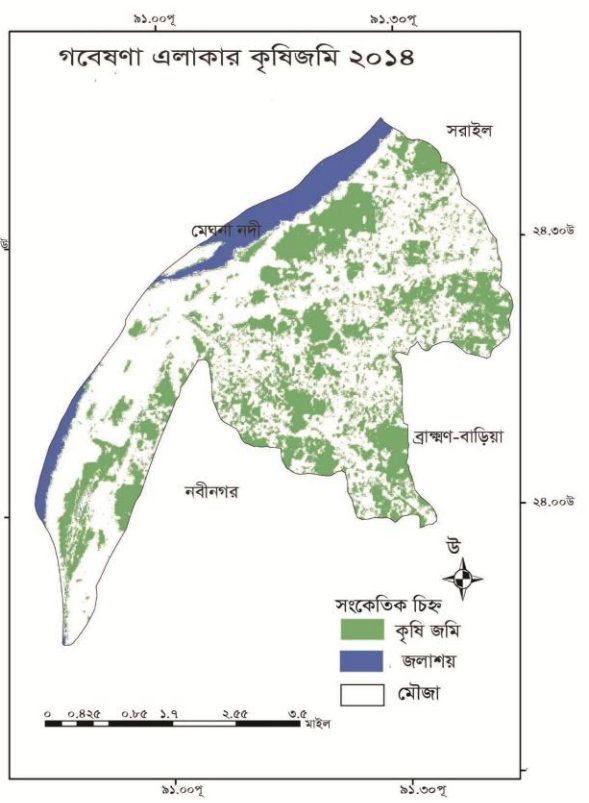 ৯১.00পূ ৯১.৩০পূ
গবেষণা এলাকার কৃষিজমি ২০১৪
সরাইল
মেঘনা নদী
২৪.৩০উ
ব্রাহ্মণ-বাড়িয়া
নবীনগর
২৪.০০উ
উ
সংকেতিক চিহ্ন
কৃষি জমি
জলাশয়
মৌজা
০ ০.৪২৫ ০.৮৫ ১.৭ ২.৫৫ ৩.৫
মাইল
৯১.০০পূ ৯১.৩০পূ